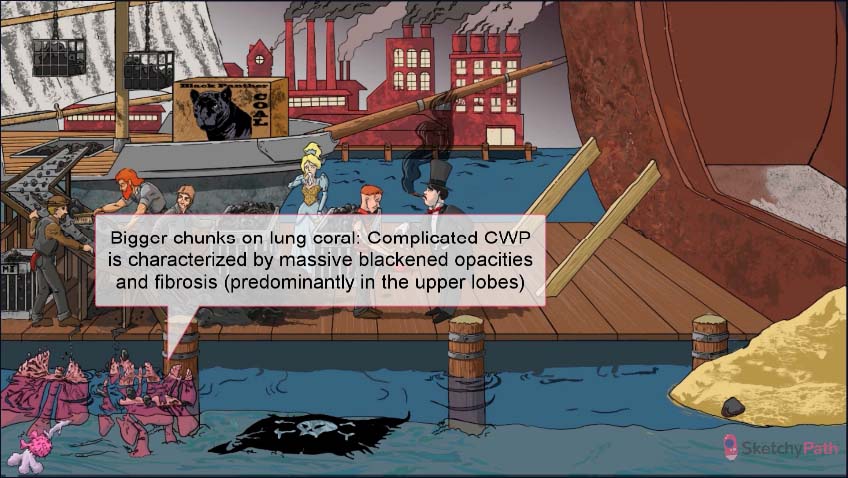 Black Panther
COAL
Bigger chunks on lung coral: Complicated CWP
is characterized by massive blackened opacities
and fibrosis (predominantly in the upper lobes)
SketchyPath